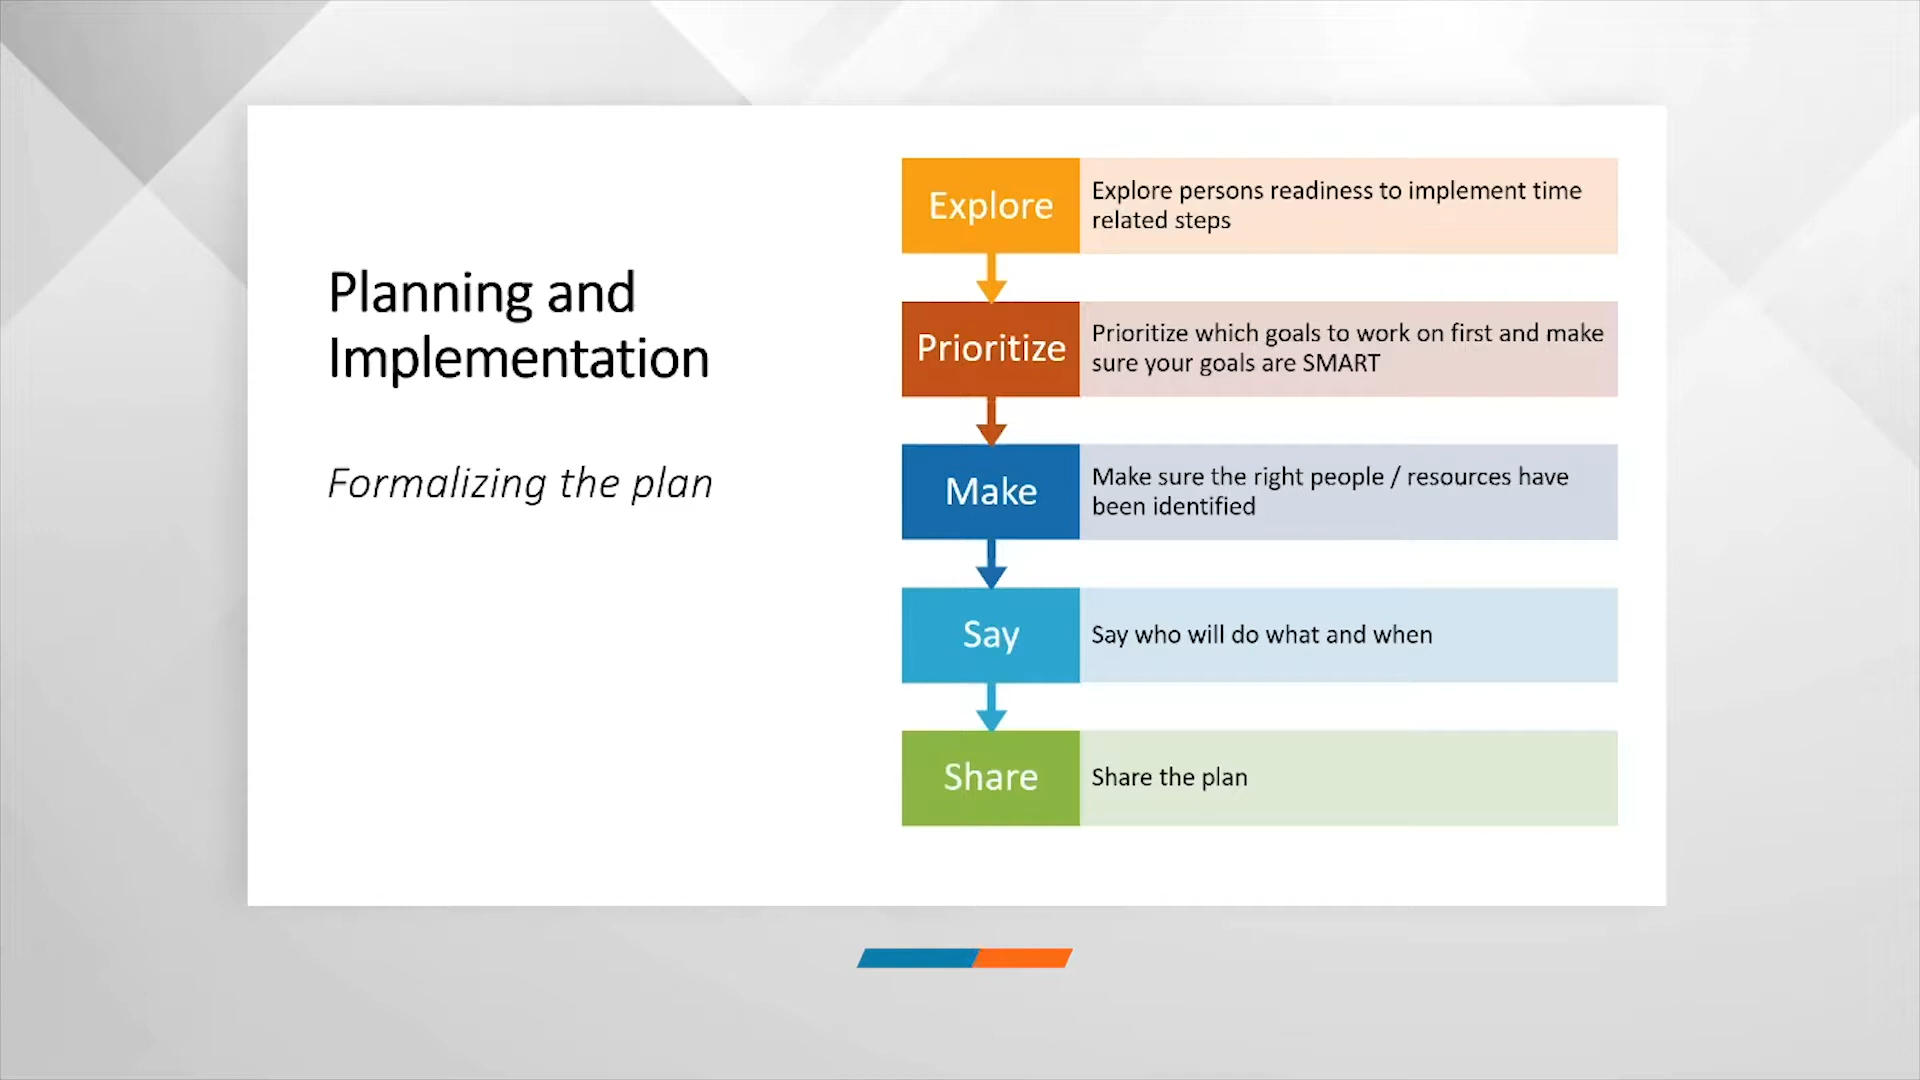 Planning and
Implementation
Formalizing the plan
Explore
Explore persons readiness to implement time
related steps
Prioritize
Prioritize which goals to work on first and make
sure your goals are SMART
Make
Make sure the right people / resources have
been identified
Say
Say who will do what and when
Share
Share the plan